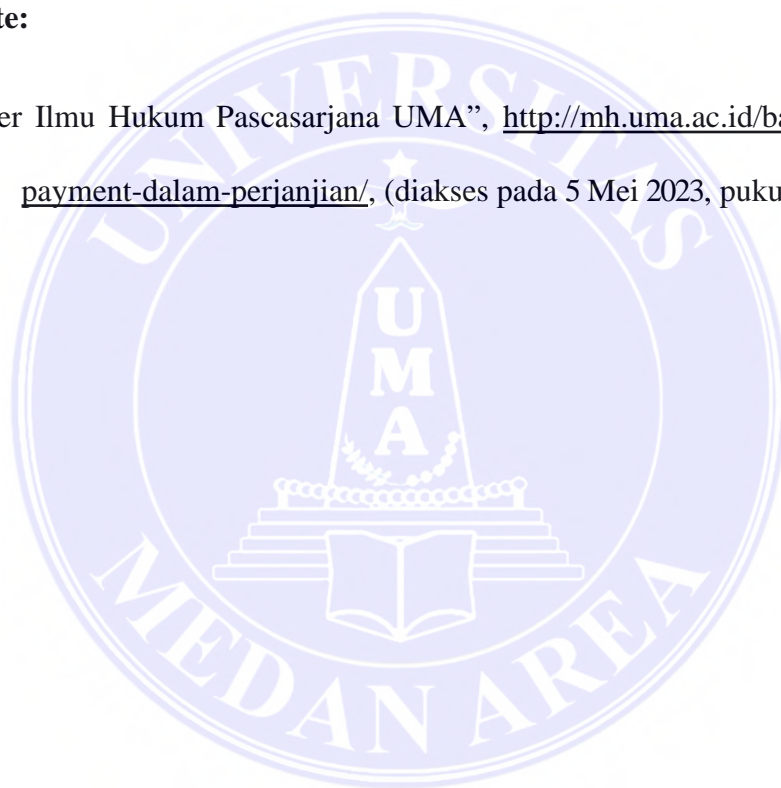 te:
er Ilmu Hukum Pascasarjana UMA”, http://mh.uma.ac.id/ba
payment-dalam-perjanjian/, (diakses pada 5 Mei 2023, puku
UNIVERSITAS
UMA
MEDAN AREA